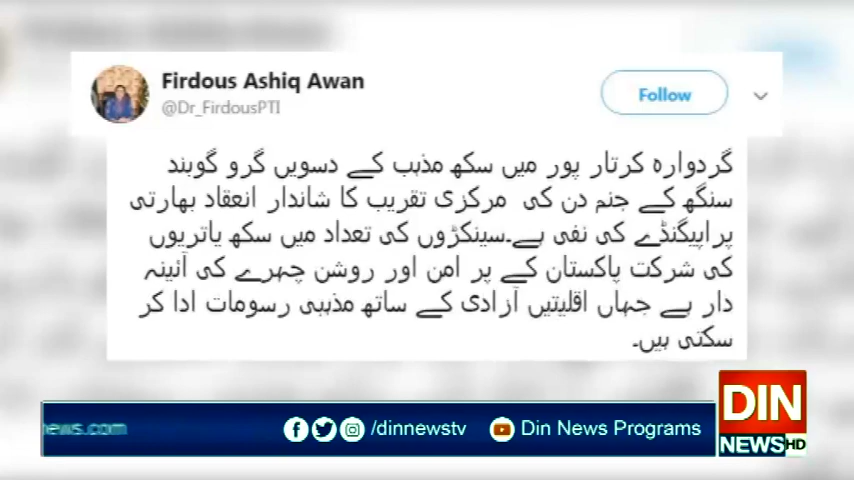 Firdous Ashiq Awan
@Dr_FirdousPTI
Follow
گردوارہ کرتار پور میں سکھ مذہب کے دسویں گرو گوبند
سنگھ کے جنم دن کی مرکزی تقریب کا شاندار انعقاد بھارتی
پراپیگنڈے کی نفی ہے۔سینکڑوں کی تعداد میں سکھ یاتریوں
کی شرکت پاکستان کے پر امن اور روشن چہرے کی آئینہ
دار ہے جہاں اقلیتیں آزادی کے ساتھ مذہبی رسومات ادا کر
سکتی ہیں۔
news.com
/dinnewstv
Din News Programs
DIN
NEWS HD